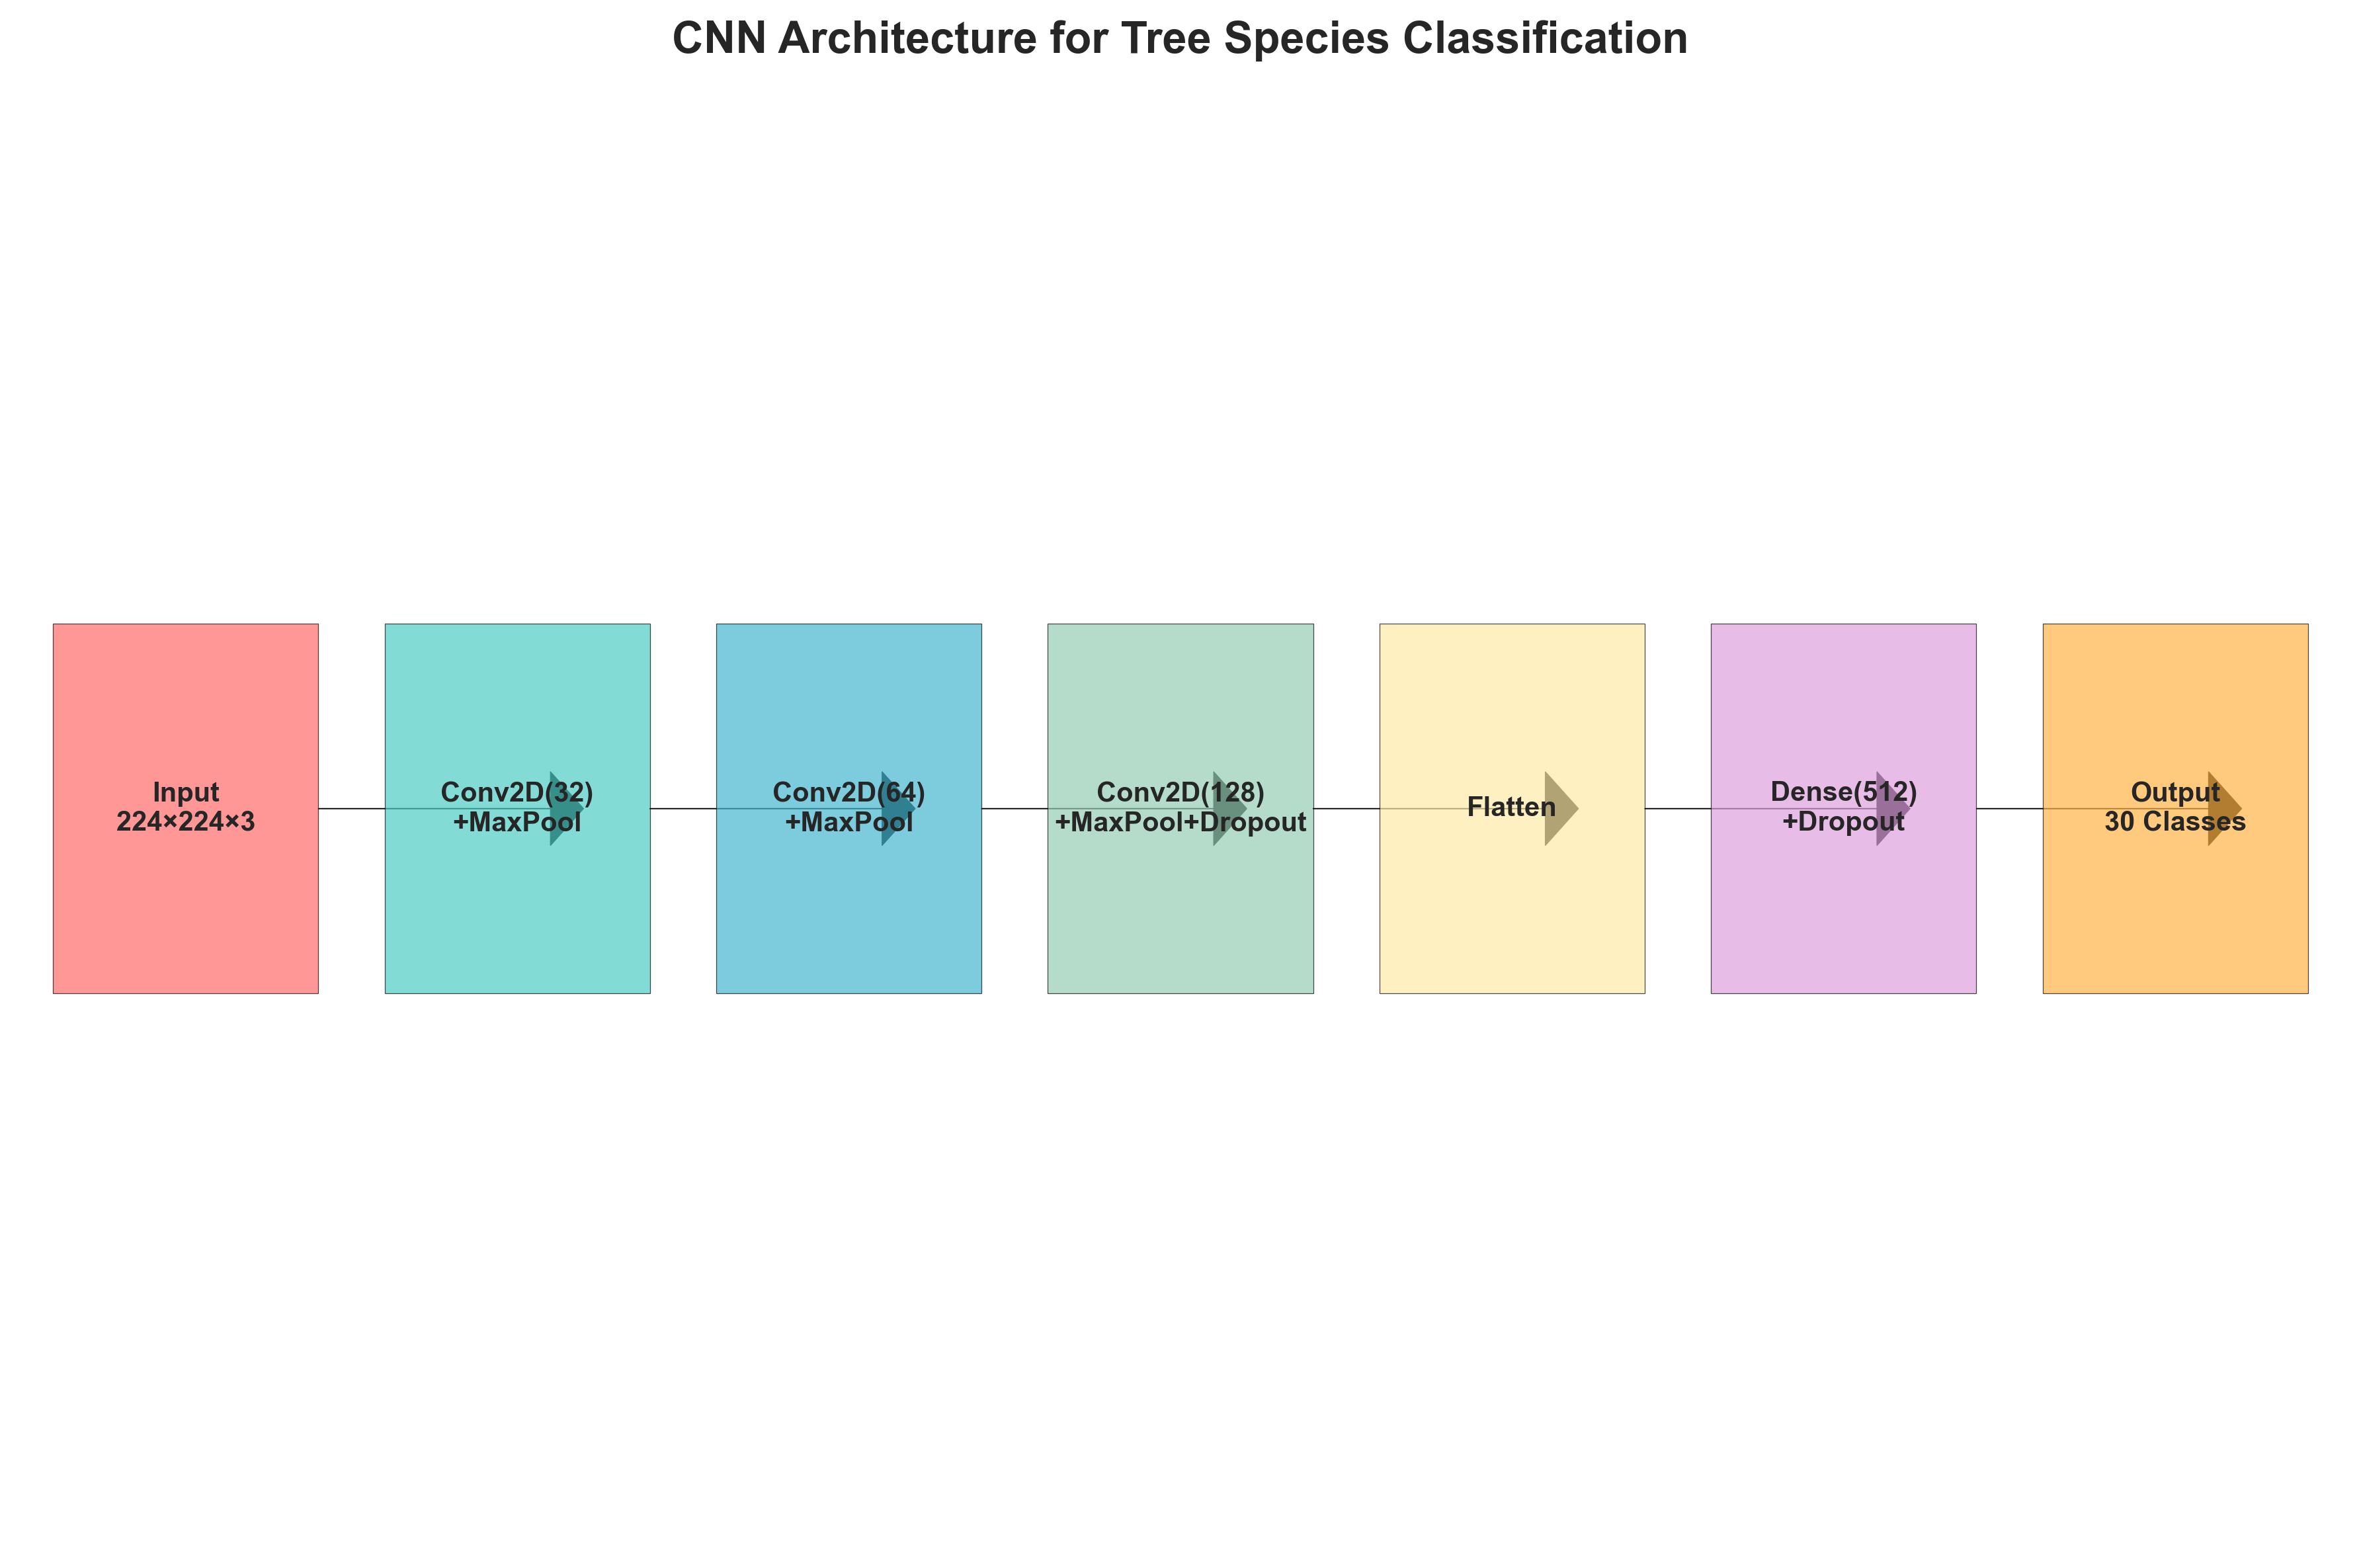 CNN Architecture for Tree Species Classification
Input
224×224×3
Conv2D(32)
+MaxPool
Conv2D(64)
+MaxPool
Conv2D(128)
+MaxPool+Dropout
Flatten
Dense(512)
+Dropout
Output
30 Classes